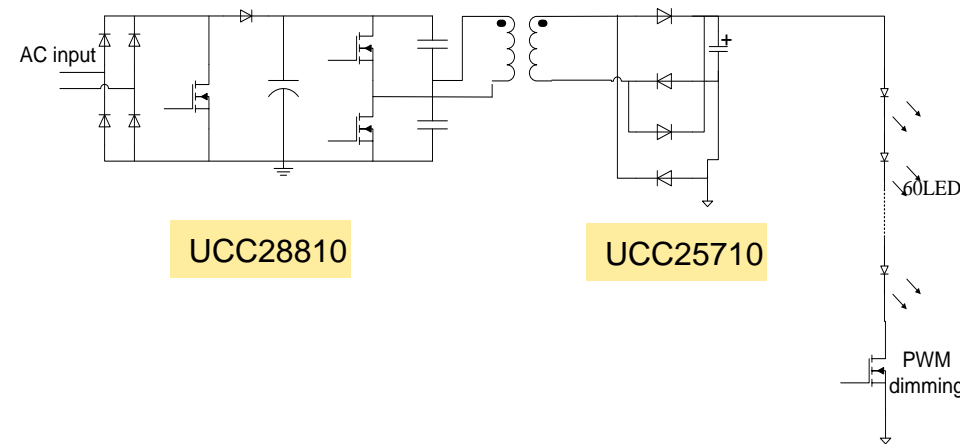 AC input
+
60LED
UCC28810
UCC25710
PWM
dimming